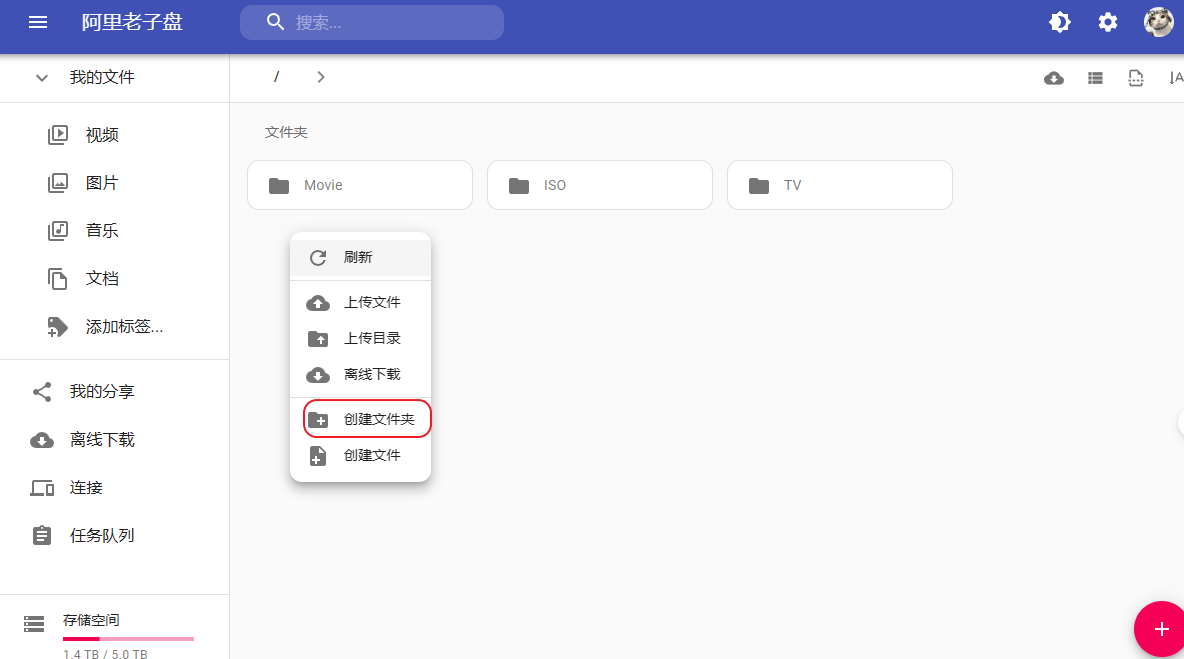 阿里老子盘
搜索...
我的文件
/
视频
图片
音乐
文档
添加标签...
我的分享
离线下载
连接
任务队列
存储空间
1.4 TB / 5.0 TB
文件夹
Movie
ISO
TV
刷新
上传文件
上传目录
离线下载
创建文件夹
创建文件